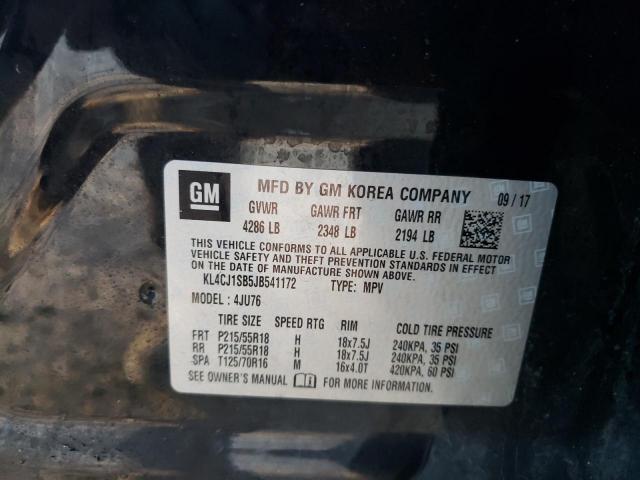 GM MFD BY GM KOREA COMPANY 09 / 17
GVWR GAWR FRT GAWR RR
4286 LB 2348 LB 2194 LB
THIS VEHICLE CONFORMS TO ALL APPLICABLE U.S. FEDERAL MOTOR
VEHICLE SAFETY AND THEFT PREVENTION STANDARDS IN EFFECT
ON THE DATE OF MANUFACTURE SHOWN ABOVE.
KL4CJ1SB5JB541172 TYPE: MPV
MODEL: 4JU76
TIRE SIZE SPEED RTG RIM COLD TIRE PRESSURE
FRT P215/55R18 H 18x7.5J 240KPA, 35 PSI
RR P215/55R18 H 18x7.5J 240KPA, 35 PSI
SPA T125/70R16 M 16x4.0T 420KPA, 60 PSI
SEE OWNER'S MANUAL FOR MORE INFORMATION.